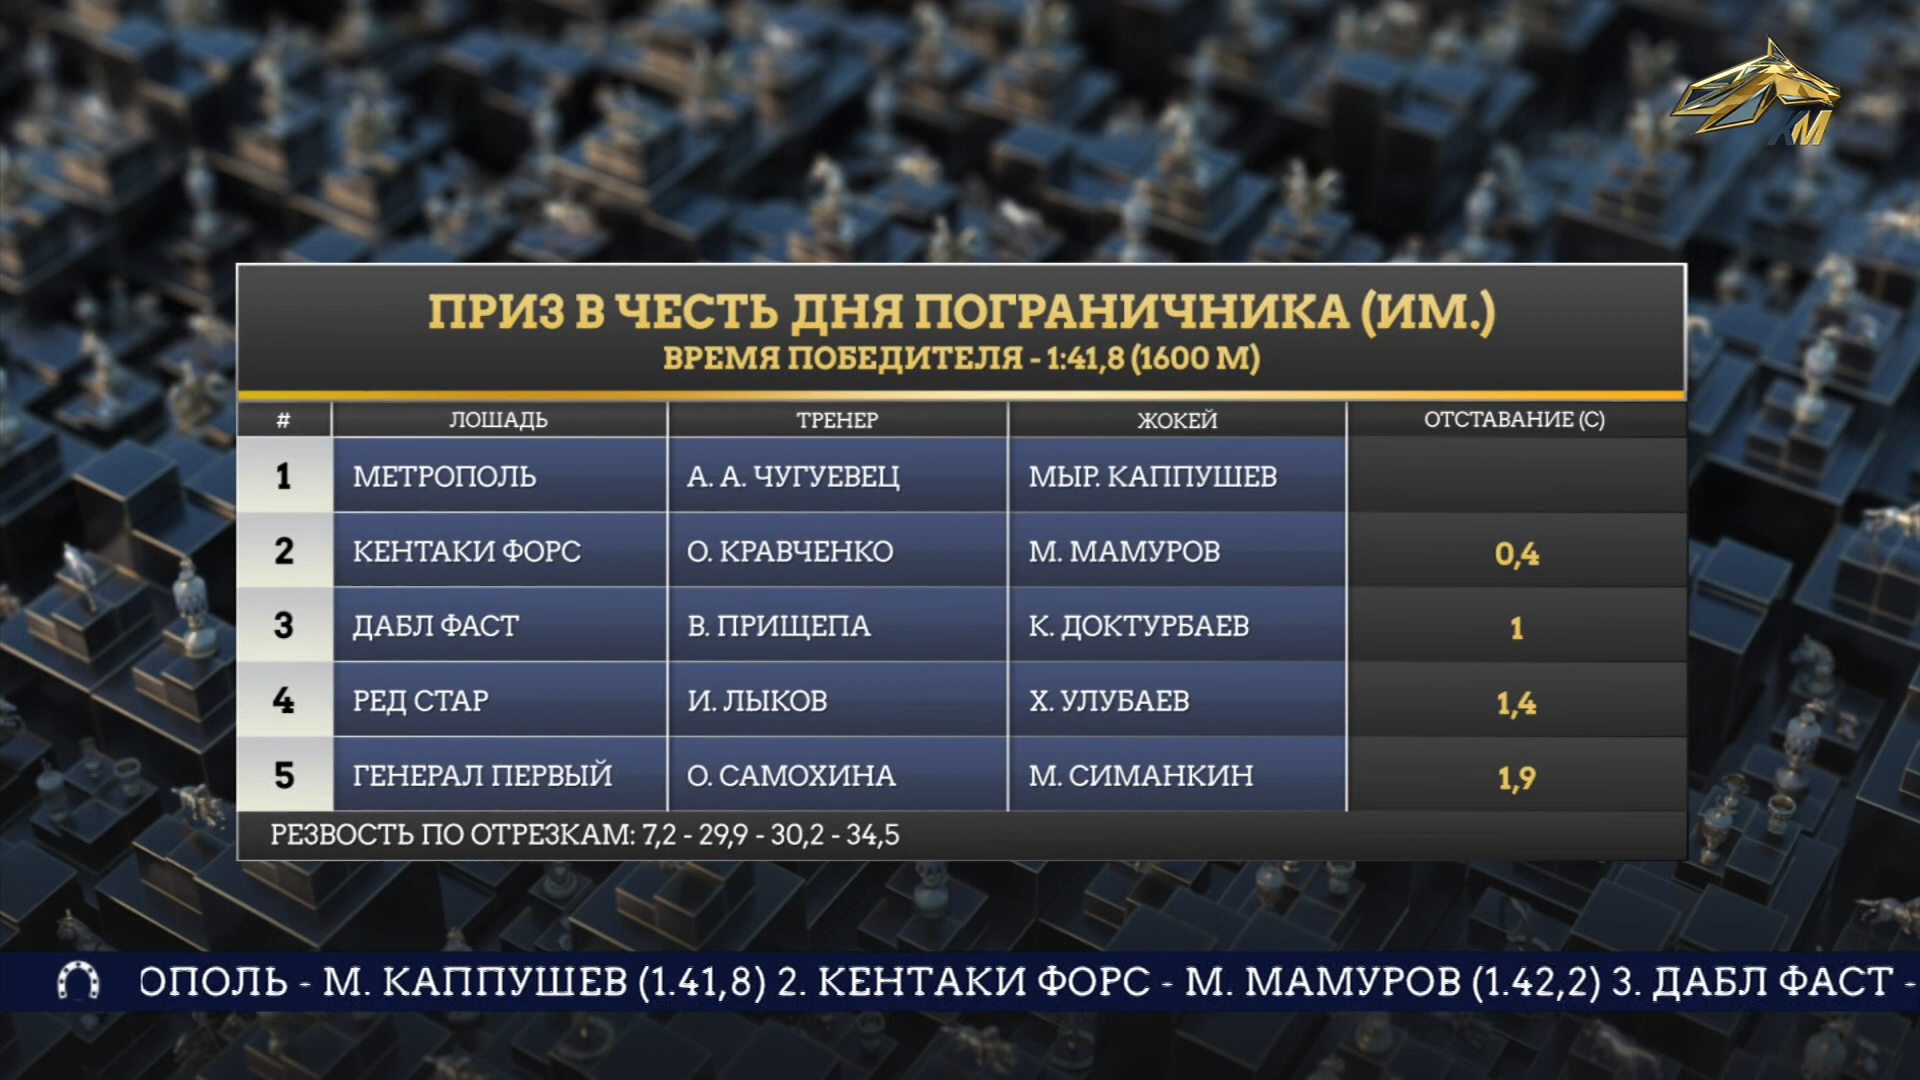 КМ
ПРИЗ В ЧЕСТЬ ДНЯ ПОГРАНИЧНИКА (ИМ.)
ВРЕМЯ ПОБЕДИТЕЛЯ - 1:41,8 (1600 М)
# ЛОШАДЬ ТРЕНЕР ЖОКЕЙ ОТСТАВАНИЕ (С)
1 МЕТРОПОЛЬ А. А. ЧУГУЕВЕЦ МЫР. КАППУШЕВ
2 КЕНТАКИ ФОРС О. КРАВЧЕНКО М. МАМУРОВ 0,4
3 ДАБЛ ФАСТ В. ПРИЩЕПА К. ДОКТУРБАЕВ 1
4 РЕД СТАР И. ЛЫКОВ Х. УЛУБАЕВ 1,4
5 ГЕНЕРАЛ ПЕРВЫЙ О. САМОХИНА М. СИМАНКИН 1,9
РЕЗВОСТЬ ПО ОТРЕЗКАМ: 7,2 - 29,9 - 30,2 - 34,5
ОПОЛЬ - М. КАППУШЕВ (1.41,8) 2. КЕНТАКИ ФОРС - М. МАМУРОВ (1.42,2) 3. ДАБЛ ФАСТ -